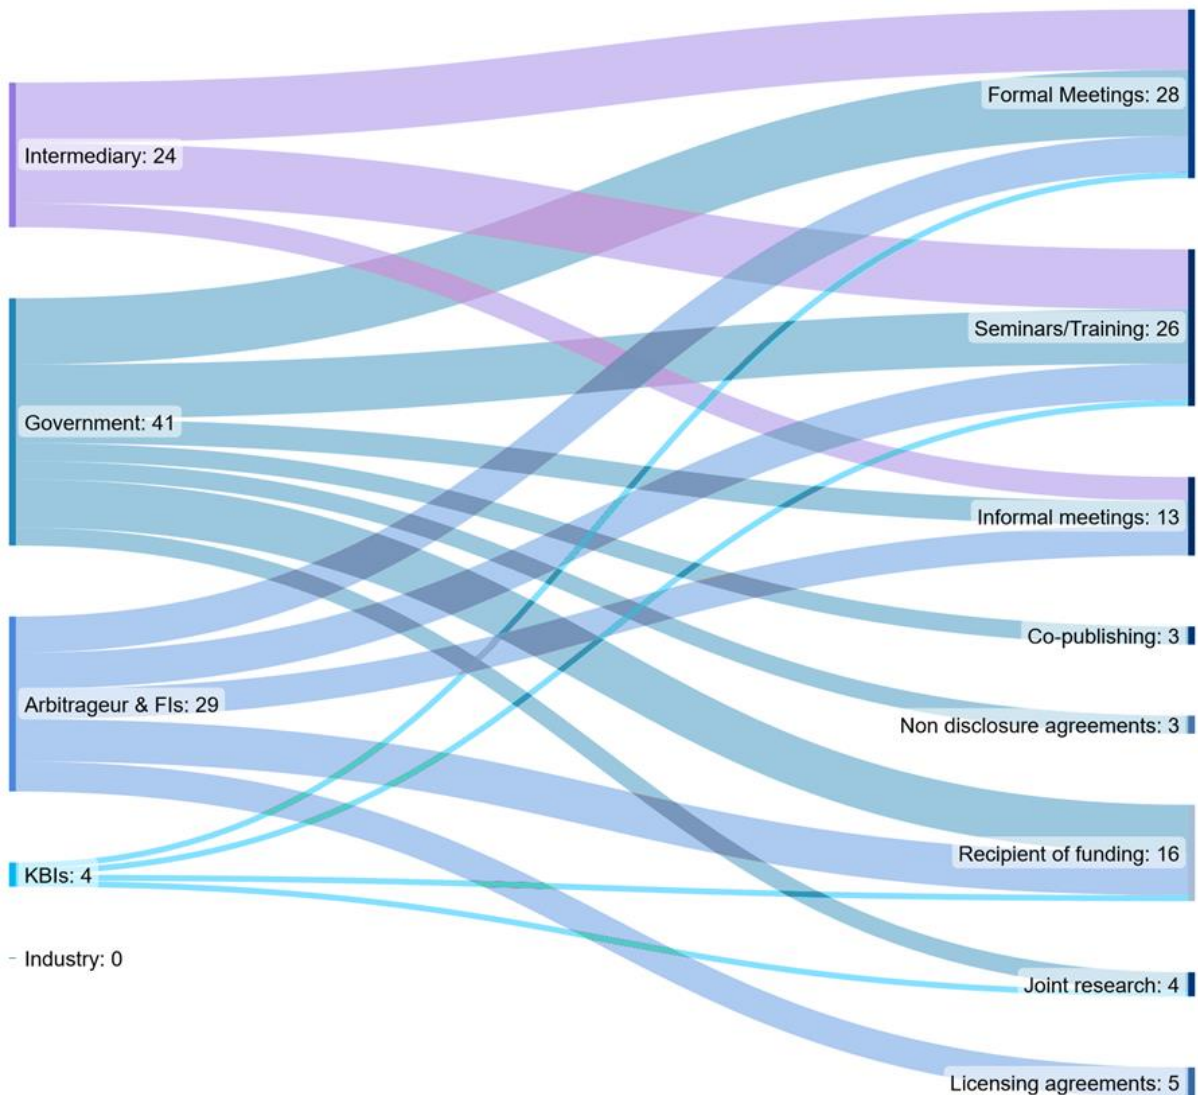 Intermediary: 24
Government: 41
Arbitrageur & FIs: 29
KBIs: 4
Industry: 0
Formal Meetings: 28
Seminars/Training: 26
Informal meetings: 13
Co-publishing: 3
Non disclosure agreements: 3
Recipient of funding: 16
Joint research: 4
Licensing agreements: 5